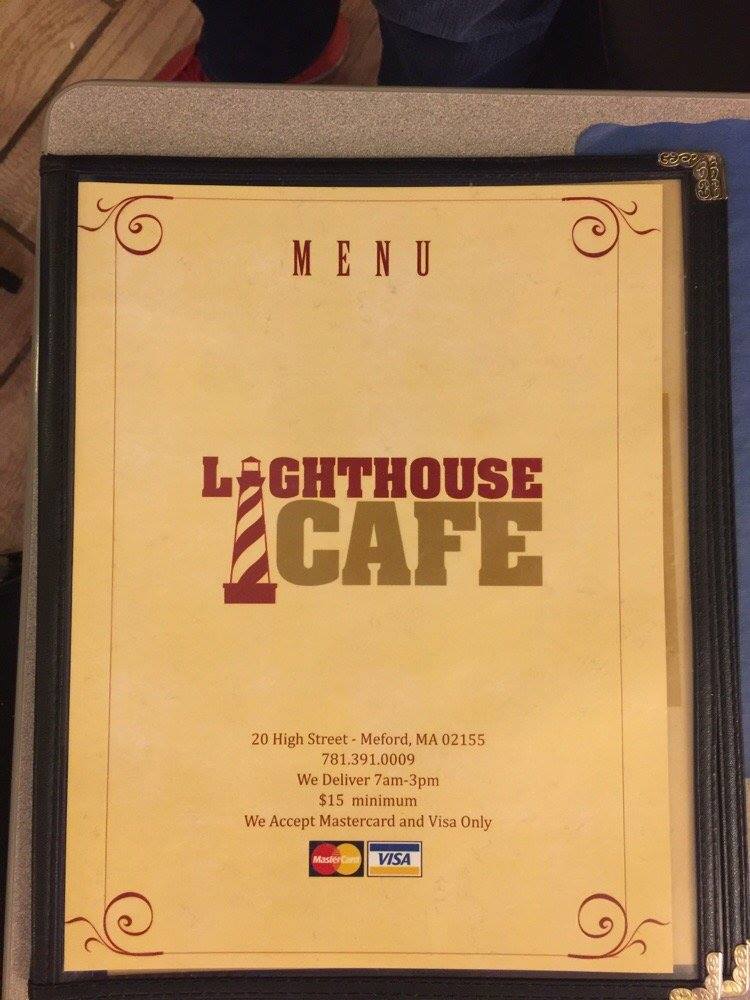 MENU
LIGHTHOUSE
CAFE
20 High Street - Meford, MA 02155
781.391.0009
We Deliver 7am-3pm
$15 minimum
We Accept Mastercard and Visa Only
MasterCard VISA